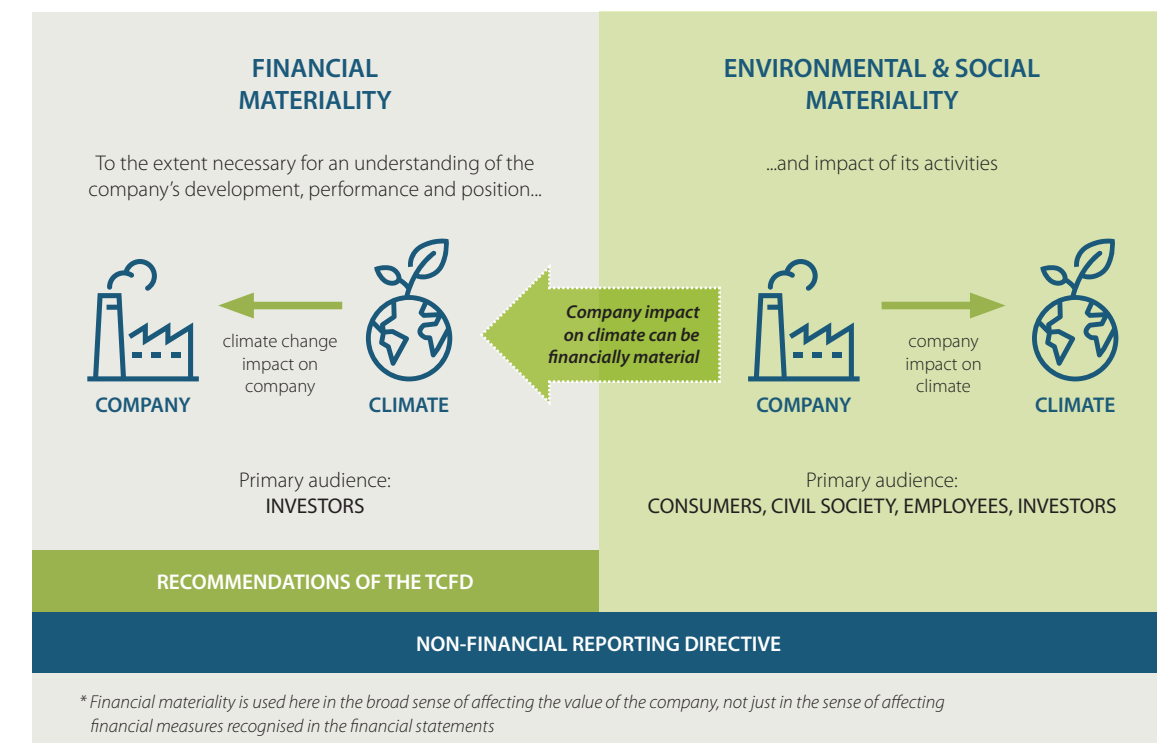 FINANCIAL
MATERIALITY
To the extent necessary for an understanding of the
company's development, performance and position...
climate change
impact on
company
COMPANY
CLIMATE
Primary audience:
INVESTORS
RECOMMENDATIONS OF THE TCFD
Company impact
on climate can be
financially material
ENVIRONMENTAL & SOCIAL
MATERIALITY
...and impact of its activities
company
impact on
climate
COMPANY
CLIMATE
Primary audience:
CONSUMERS, CIVIL SOCIETY, EMPLOYEES, INVESTORS
NON-FINANCIAL REPORTING DIRECTIVE
* Financial materiality is used here in the broad sense of affecting the value of the company, not just in the sense of affecting
financial measures recognised in the financial statements